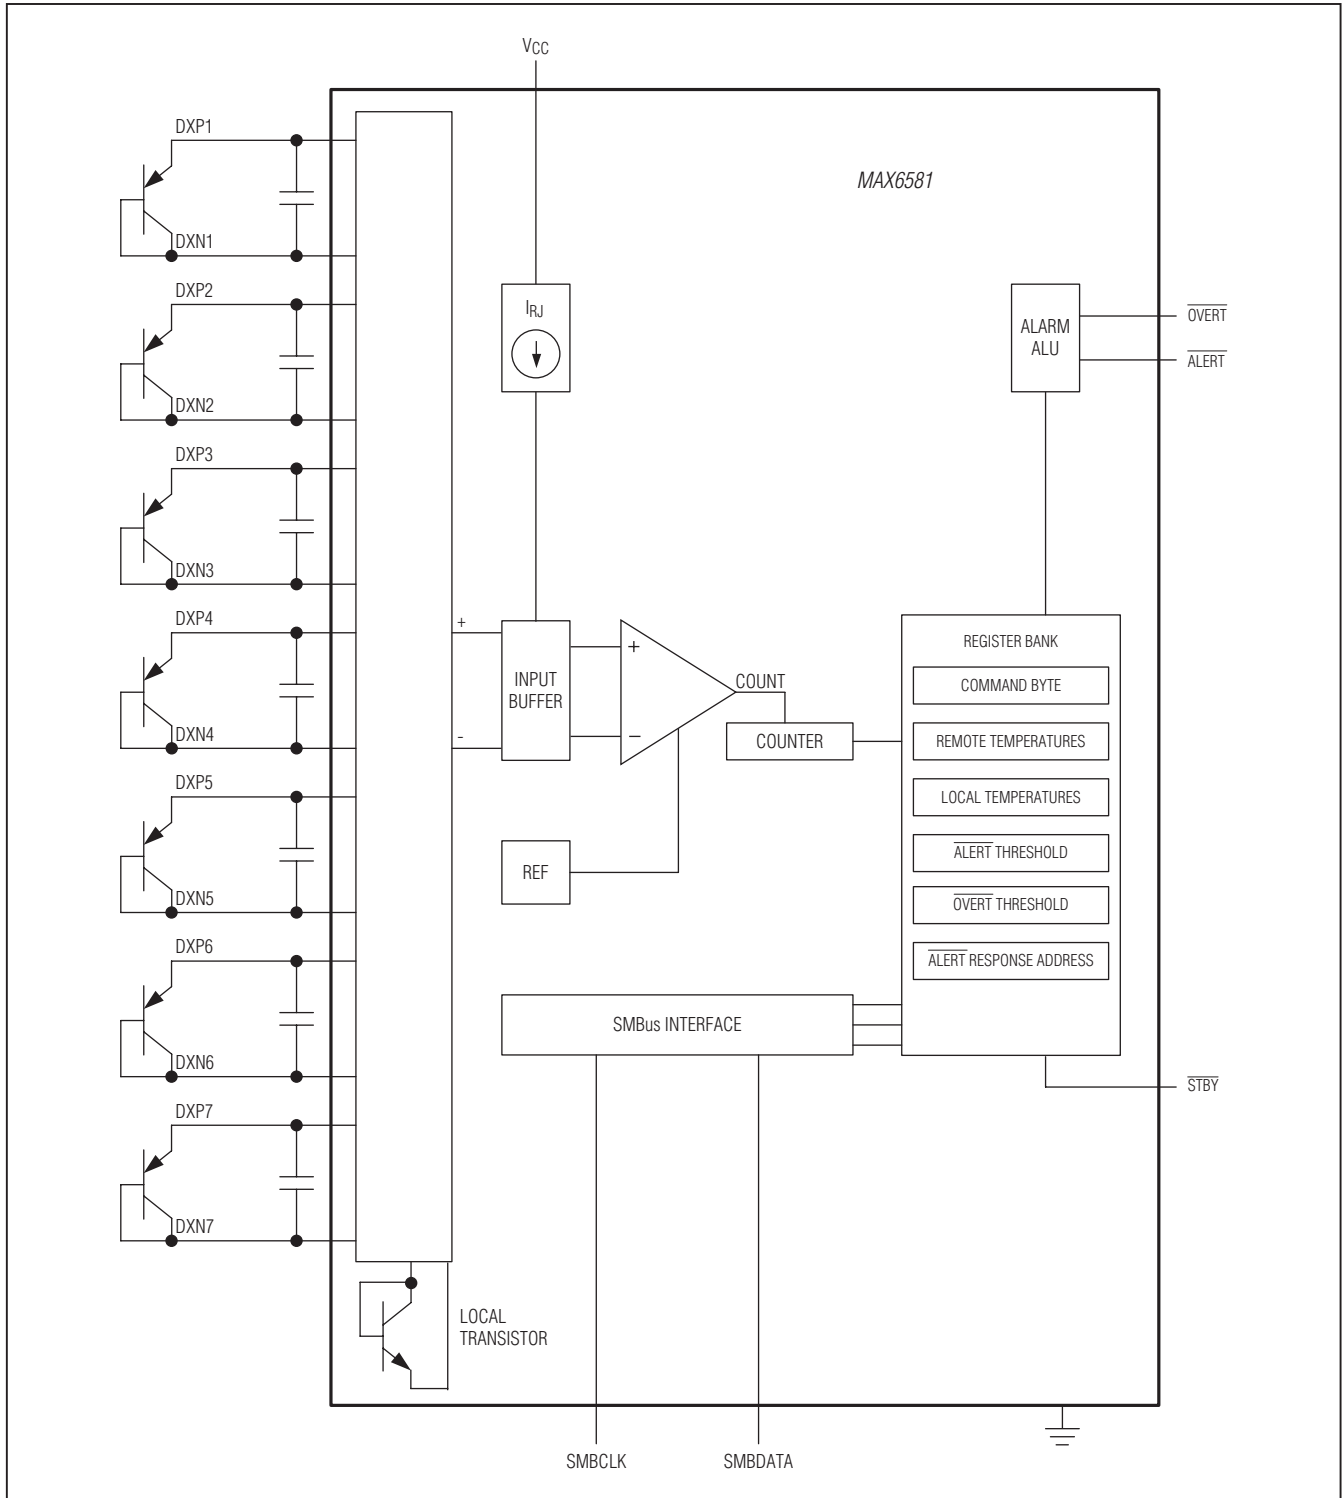 VCC
DXP1
DXN1
DXP2
DXN2
DXP3
DXN3
DXP4
DXN4
DXP5
DXN5
DXP6
DXN6
DXP7
DXN7
MAX6581
IRJ
ALARM
ALU
OVERT
ALERT
+
-
INPUT
BUFFER
+
−
COUNT
COUNTER
REF
REGISTER BANK
COMMAND BYTE
REMOTE TEMPERATURES
LOCAL TEMPERATURES
ALERT THRESHOLD
OVERT THRESHOLD
ALERT RESPONSE ADDRESS
SMBus INTERFACE
STBY
LOCAL
TRANSISTOR
SMBCLK
SMBDATA